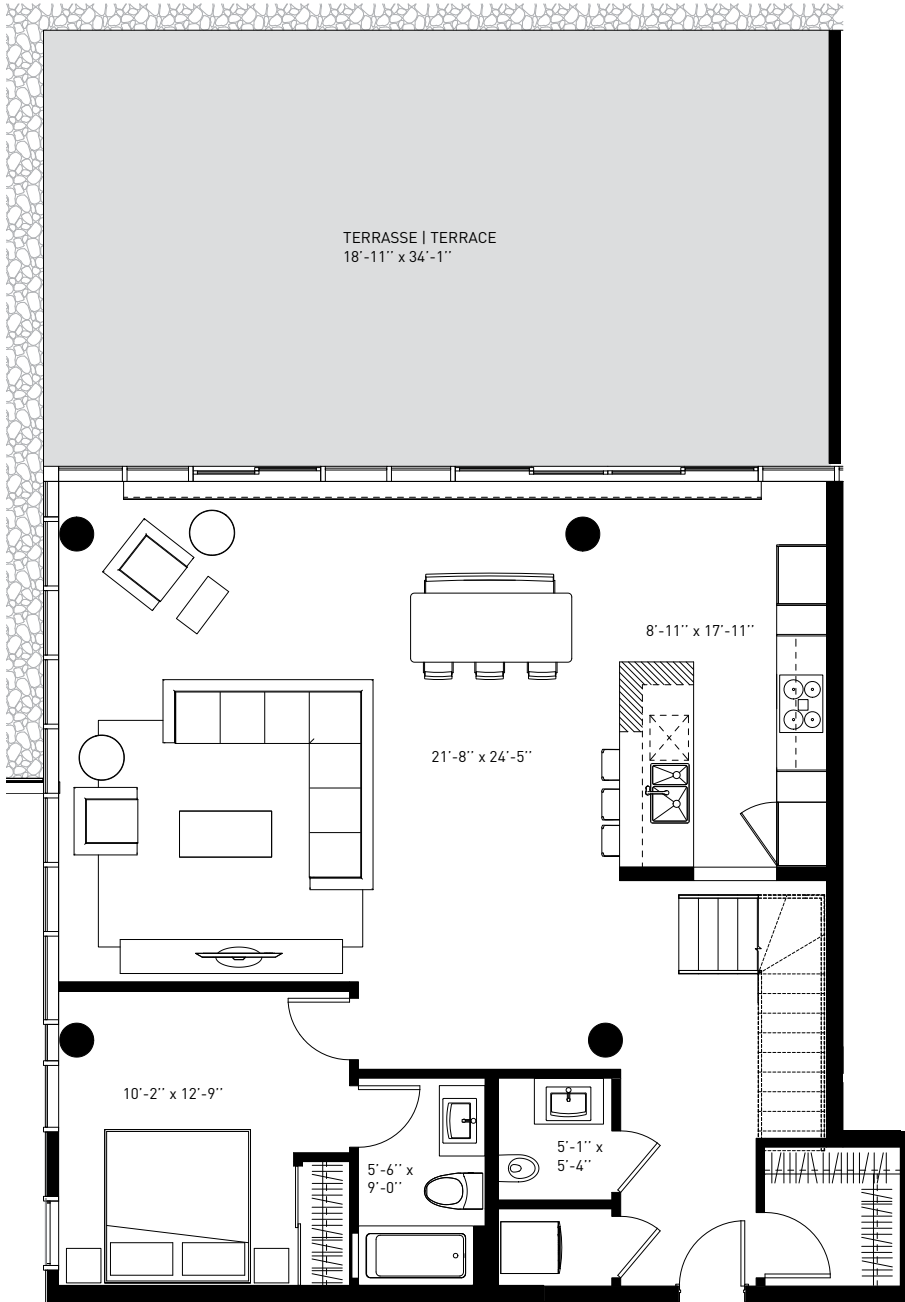 TERRASSE | TERRACE
18'-11'' x 34'-1''
8'-11'' x 17'-11''
21'-8'' x 24'-5''
10'-2'' x 12'-9''
5'-6'' x
9'-0''
5'-1'' x
5'-4''